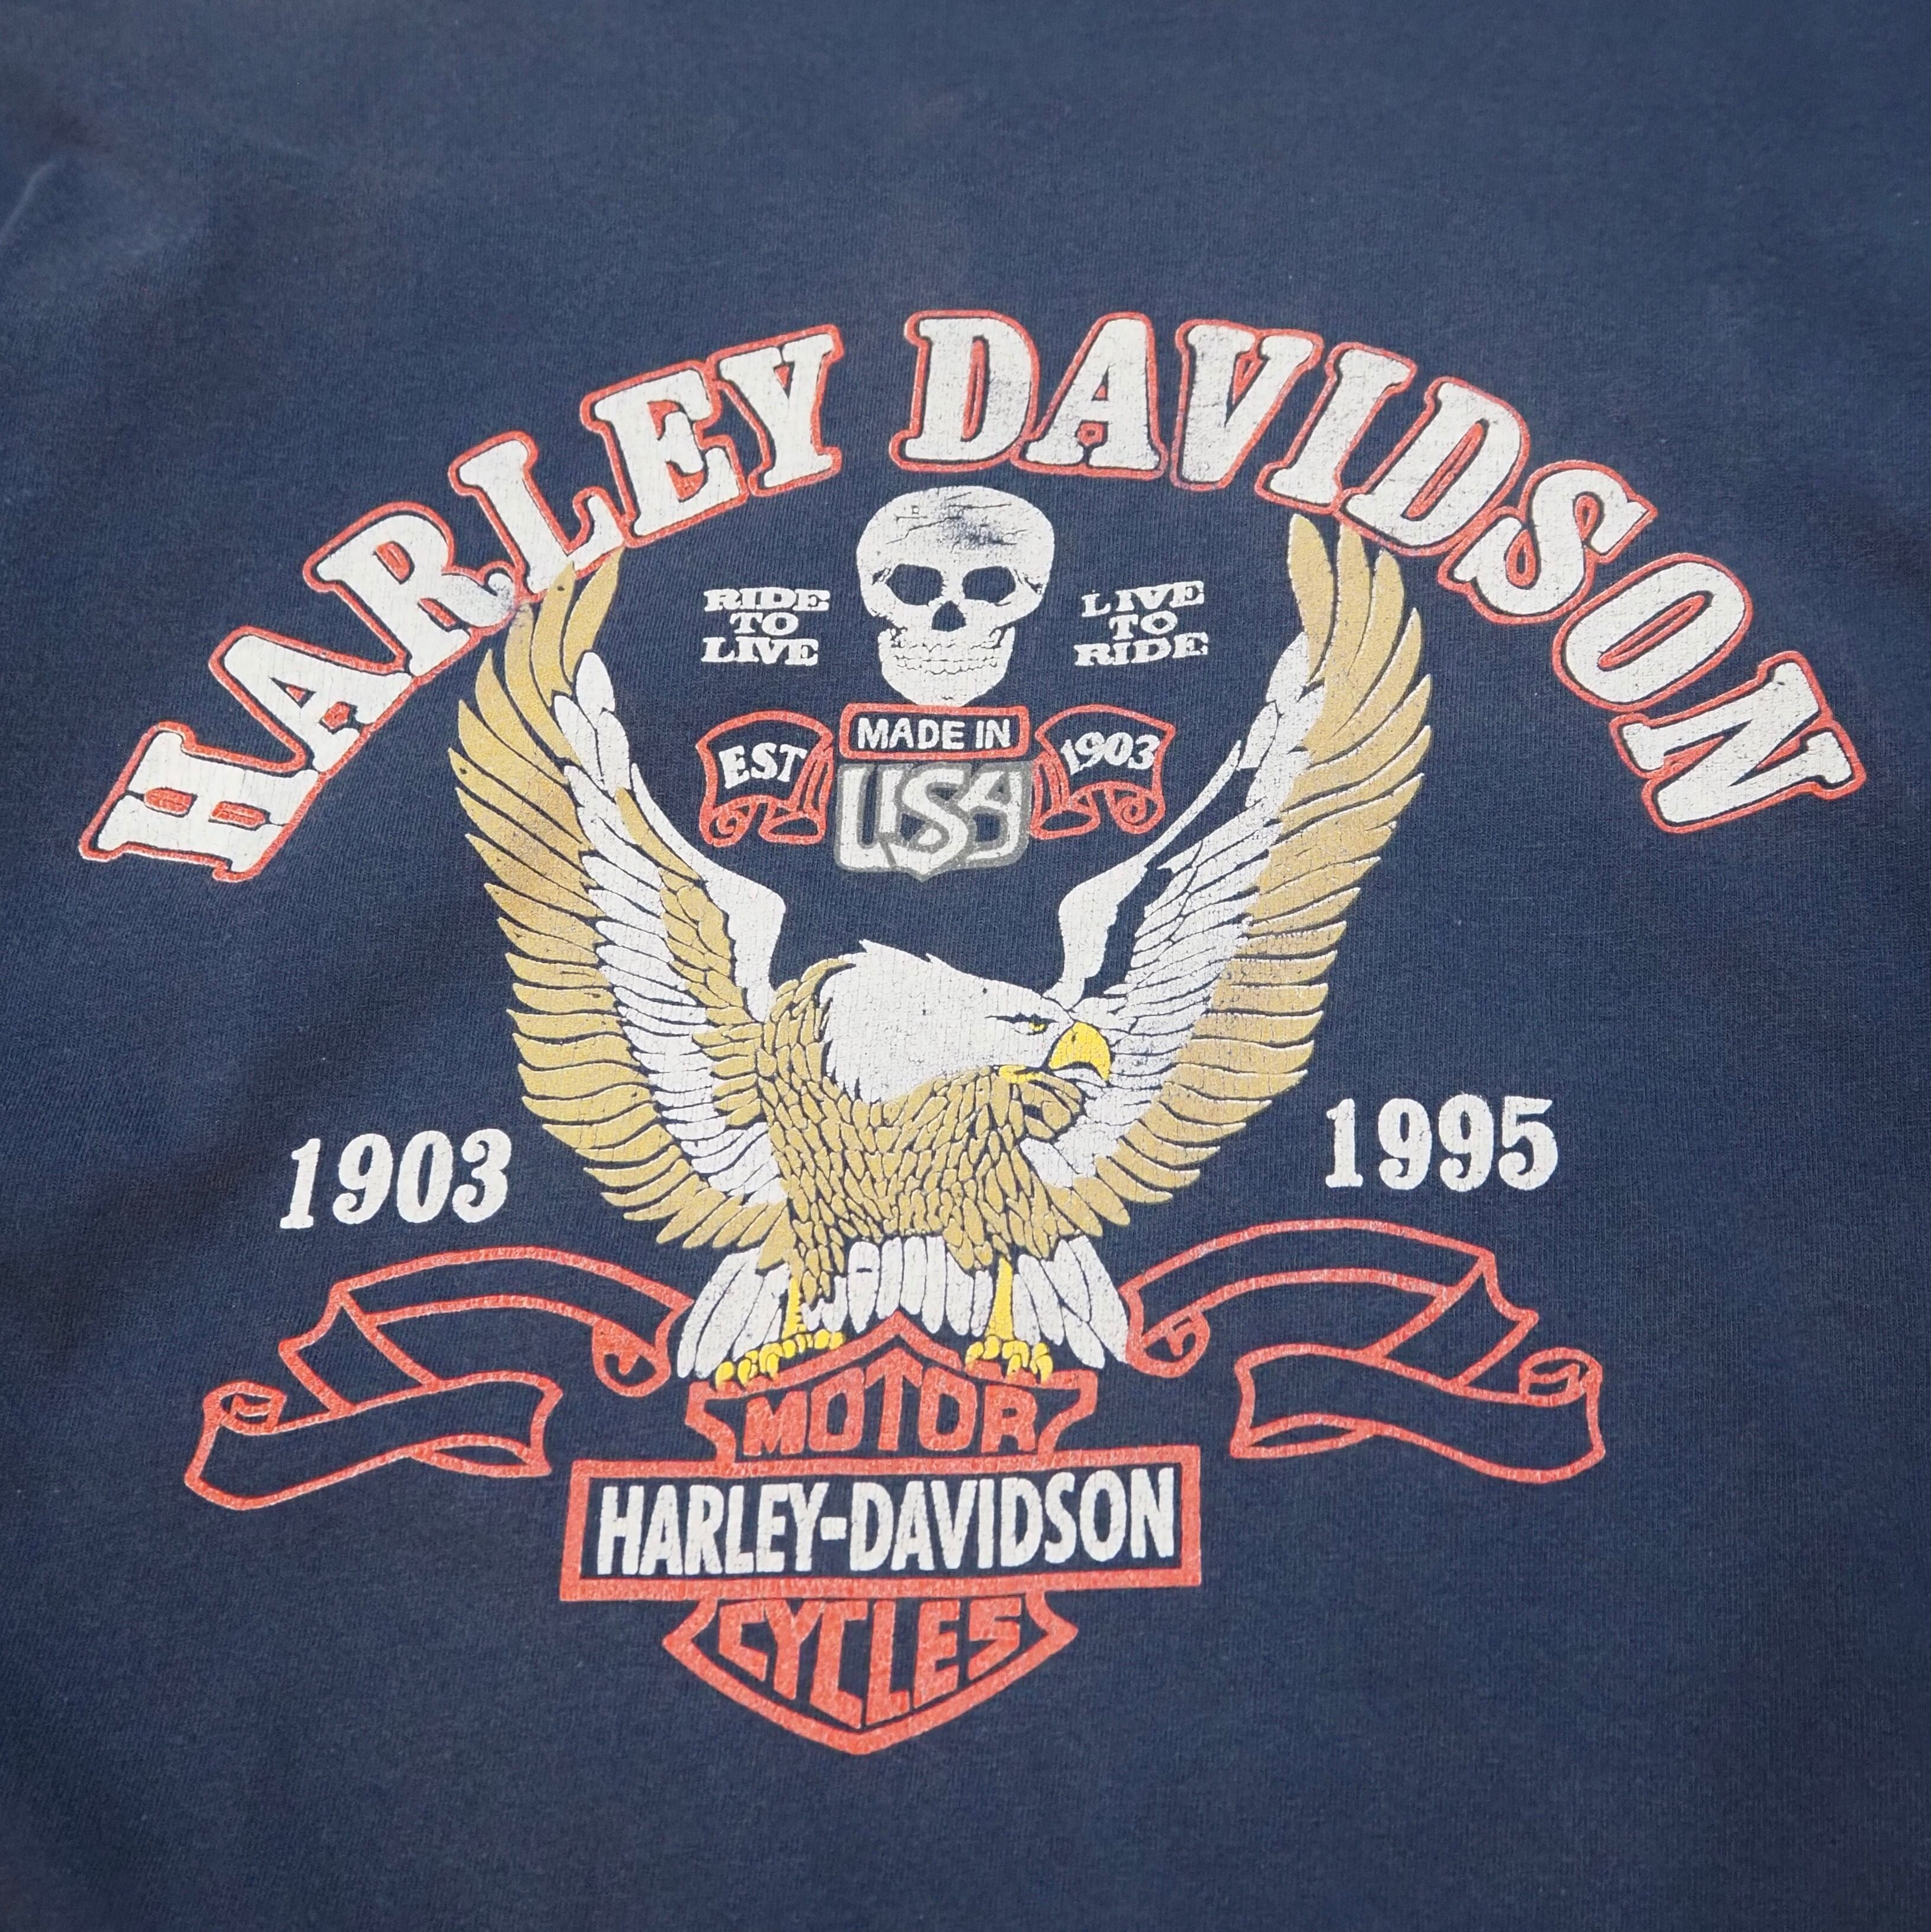 HARLEY DAVIDSON
RIDE
TO
LIVE
LIVE
TO
RIDE
EST
MADE IN
USA
1903
1903
1995
MOTOR
HARLEY-DAVIDSON
CYCLES